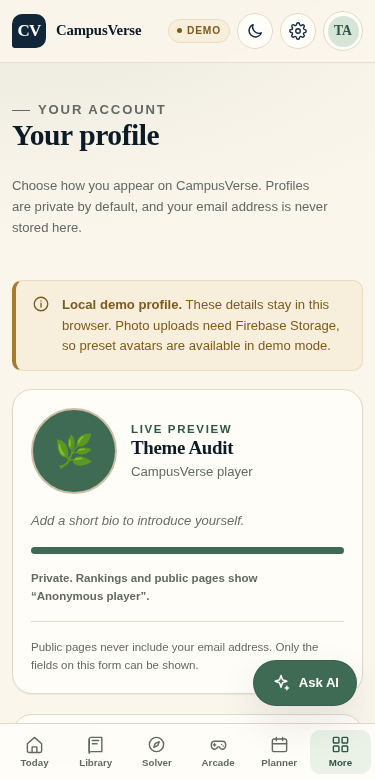 CV CampusVerse DEMO TA
YOUR ACCOUNT
Your profile
Choose how you appear on CampusVerse. Profiles
are private by default, and your email address is never
stored here.
Local demo profile. These details stay in this
browser. Photo uploads need Firebase Storage,
so preset avatars are available in demo mode.
LIVE PREVIEW
Theme Audit
CampusVerse player
Add a short bio to introduce yourself.
Private. Rankings and public pages show
“Anonymous player”.
Public pages never include your email address. Only the
fields on this form can be shown.
Ask AI
Today Library Solver Arcade Planner More